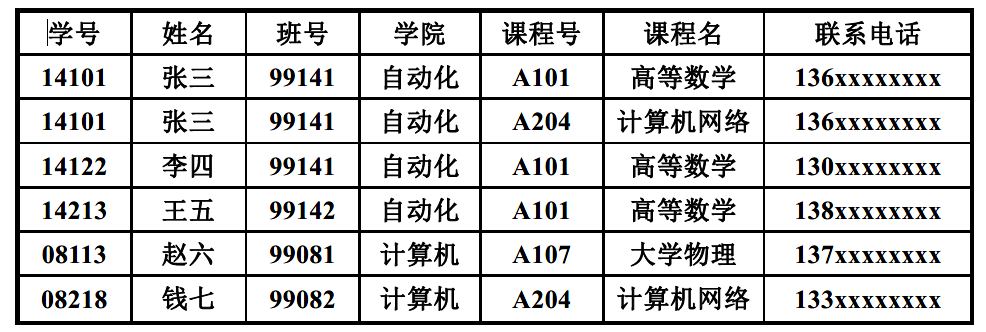 学号 姓名 班号 学院 课程号 课程名 联系电话
14101 张三 99141 自动化 A101 高等数学 136xxxxxxxx
14101 张三 99141 自动化 A204 计算机网络 136xxxxxxxx
14122 李四 99141 自动化 A101 高等数学 130xxxxxxxx
14213 王五 99142 自动化 A101 高等数学 138xxxxxxxx
08113 赵六 99081 计算机 A107 大学物理 137xxxxxxxx
08218 钱七 99082 计算机 A204 计算机网络 133xxxxxxxx